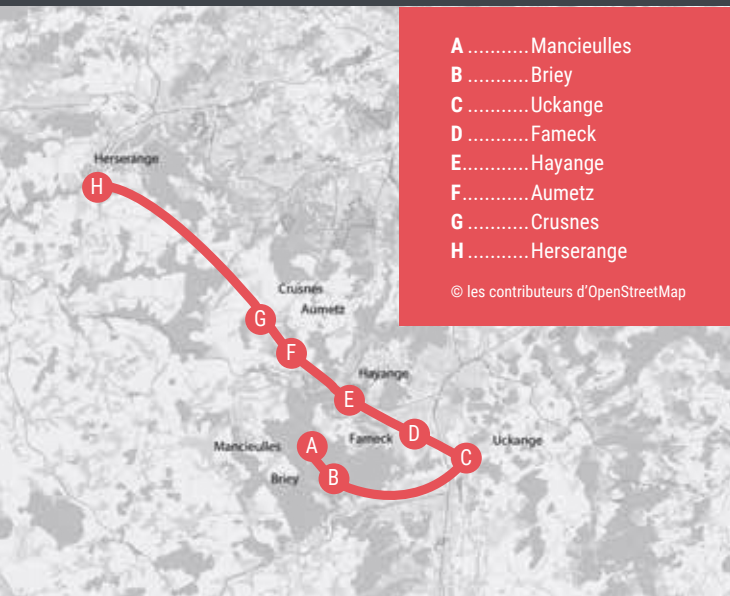 A ...........Mancieulles
B ...........Briey
C ...........Uckange
D ...........Fameck
E............Hayange
F............Aumetz
G ...........Crusnes
H ...........Herserange
© les contributeurs d’OpenStreetMap
Herserange
H
Crusnes
Aumetz
G
F
Hayange
E
Mancieulles
A
Fameck
D
Uckange
C
Briey
B